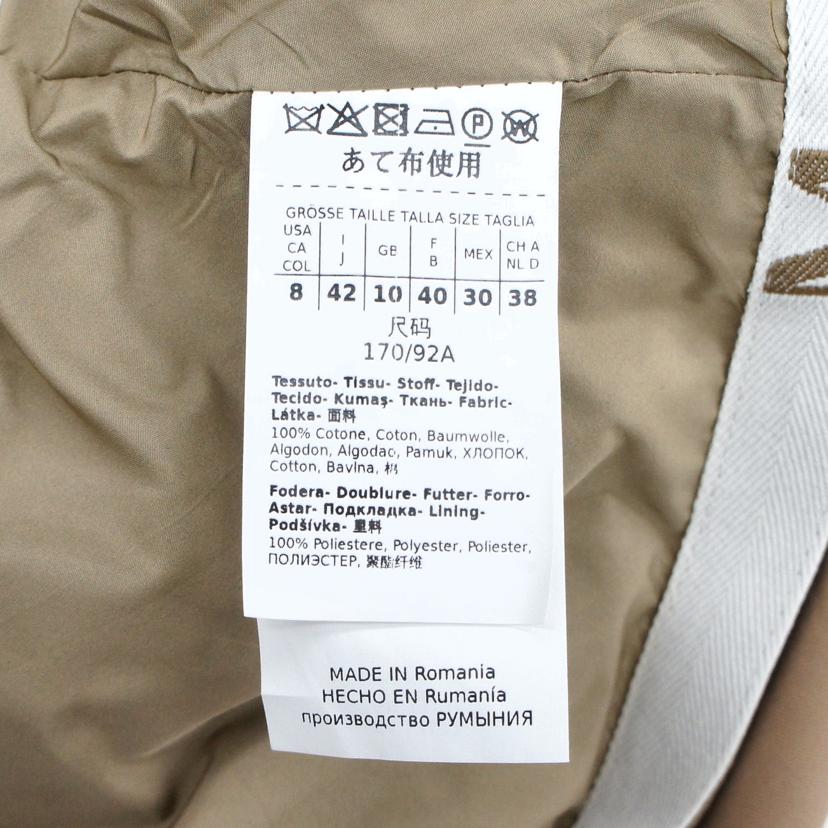 P W
あて布使用
GRÖSSE TAILLE TALLA SIZE TAGLIA
USA CA COL | I J | GB | F B | MEX | CH A NL D
8 | 42 | 10 | 40 | 30 | 38
尺码
170/92A
Tessuto- Tissu- Stoff- Tejido-
Tecido- Kumaş- Ткань- Fabric-
Látka- 面料
100% Cotone, Coton, Baumwolle,
Algodon, Algodao, Pamuk, ХЛОПОК,
Cotton, Bavlna, 棉
Fodera- Doublure- Futter- Forro-
Astar- Подкладка- Lining-
Podšívka- 里料
100% Poliestere, Polyester, Poliester,
ПОЛИЭСТЕР, 聚酯纤维
MADE IN Romania
HECHO EN Rumanía
производство РУМЫНИЯ